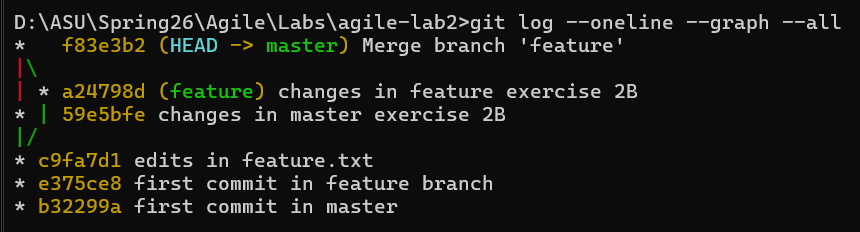 D:\ASU\Spring26\Agile\Labs\agile-lab2>git log --oneline --graph --all
*   f83e3b2 (HEAD -> master) Merge branch 'feature'
|\
| * a24798d (feature) changes in feature exercise 2B
* | 59e5bfe changes in master exercise 2B
|/
* c9fa7d1 edits in feature.txt
* e375ce8 first commit in feature branch
* b32299a first commit in master